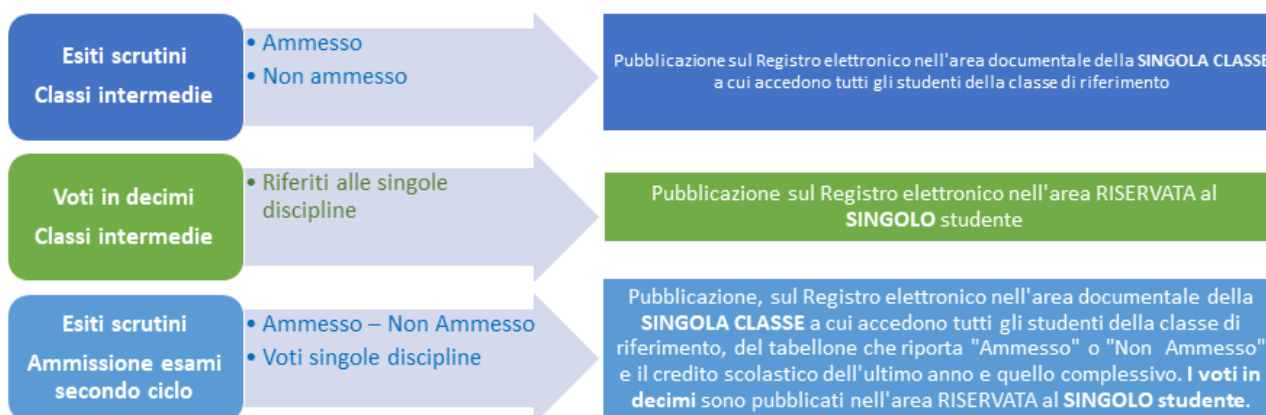 Esiti scrutini
Classi intermedie
• Ammesso
• Non ammesso
Pubblicazione sul Registro elettronico nell'area documentale della SINGOLA CLASSE
a cui accedono tutti gli studenti della classe di riferimento
Voti in decimi
Classi intermedie
• Riferiti alle singole
discipline
Pubblicazione sul Registro elettronico nell'area RISERVATA al
SINGOLO studente
Esiti scrutini
Ammissione esami
secondo ciclo
• Ammesso – Non Ammesso
• Voti singole discipline
Pubblicazione, sul Registro elettronico nell'area documentale della
SINGOLA CLASSE a cui accedono tutti gli studenti della classe di
riferimento, del tabellone che riporta "Ammesso" o "Non Ammesso"
e il credito scolastico dell'ultimo anno e quello complessivo. I voti in
decimi sono pubblicati nell'area RISERVATA al SINGOLO studente.